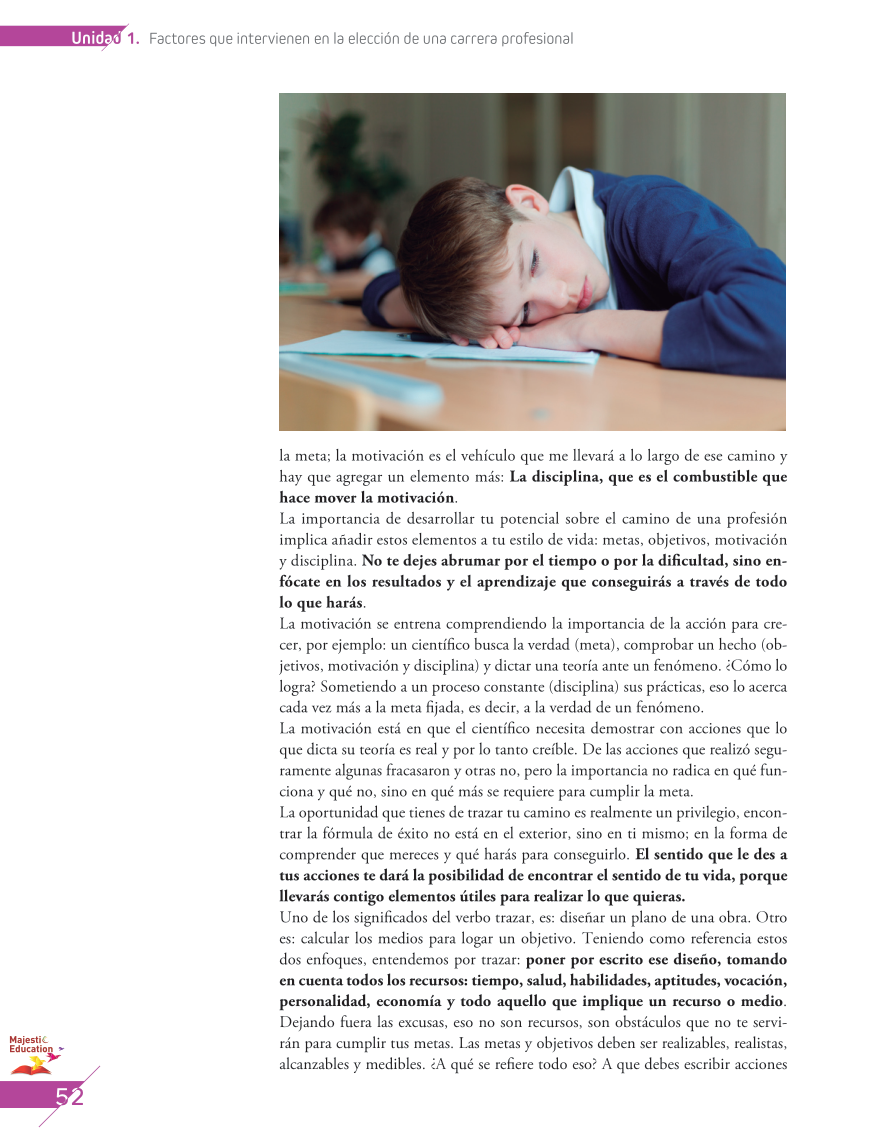 Unidad 1. Factores que intervienen en la elección de una carrera profesional
la meta; la motivación es el vehículo que me llevará a lo largo de ese camino y
hay que agregar un elemento más: La disciplina, que es el combustible que
hace mover la motivación.
La importancia de desarrollar tu potencial sobre el camino de una profesión
implica añadir estos elementos a tu estilo de vida: metas, objetivos, motivación
y disciplina. No te dejes abrumar por el tiempo o por la dificultad, sino en-
fócate en los resultados y el aprendizaje que conseguirás a través de todo
lo que harás.
La motivación se entrena comprendiendo la importancia de la acción para cre-
cer, por ejemplo: un científico busca la verdad (meta), comprobar un hecho (ob-
jetivos, motivación y disciplina) y dictar una teoría ante un fenómeno. ¿Cómo lo
logra? Sometiendo a un proceso constante (disciplina) sus prácticas, eso lo acerca
cada vez más a la meta fijada, es decir, a la verdad de un fenómeno.
La motivación está en que el científico necesita demostrar con acciones que lo
que dicta su teoría es real y por lo tanto creíble. De las acciones que realizó segu-
ramente algunas fracasaron y otras no, pero la importancia no radica en qué fun-
ciona y qué no, sino en qué más se requiere para cumplir la meta.
La oportunidad que tienes de trazar tu camino es realmente un privilegio, encon-
trar la fórmula de éxito no está en el exterior, sino en ti mismo; en la forma de
comprender que mereces y qué harás para conseguirlo. El sentido que le des a
tus acciones te dará la posibilidad de encontrar el sentido de tu vida, porque
llevarás contigo elementos útiles para realizar lo que quieras.
Uno de los significados del verbo trazar, es: diseñar un plano de una obra. Otro
es: calcular los medios para logar un objetivo. Teniendo como referencia estos
dos enfoques, entendemos por trazar: poner por escrito ese diseño, tomando
en cuenta todos los recursos: tiempo, salud, habilidades, aptitudes, vocación,
personalidad, economía y todo aquello que implique un recurso o medio.
Dejando fuera las excusas, eso no son recursos, son obstáculos que no te servi-
rán para cumplir tus metas. Las metas y objetivos deben ser realizables, realistas,
alcanzables y medibles. ¿A qué se refiere todo eso? A que debes escribir acciones
Majestic
Education
52